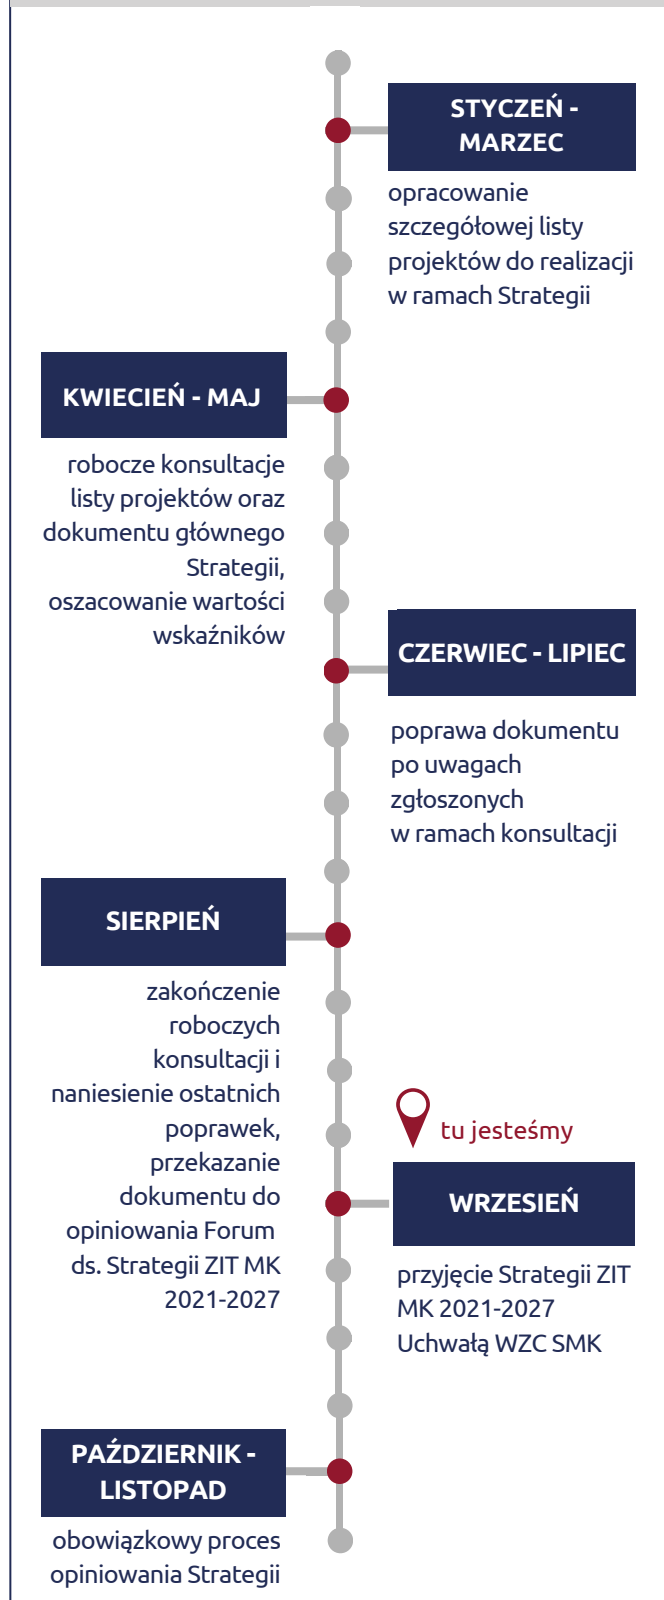 STYCZEŃ -
MARZEC
opracowanie
szczegółowej listy
projektów do realizacji
w ramach Strategii
KWIECIEŃ - MAJ
robocze konsultacje
listy projektów oraz
dokumentu głównego
Strategii,
oszacowanie wartości
wskaźników
CZERWIEC - LIPIEC
poprawa dokumentu
po uwagach
zgłoszonych
w ramach konsultacji
SIERPIEŃ
zakończenie
roboczych
konsultacji i
naniesienie ostatnich
poprawek,
przekazanie
dokumentu do
opiniowania Forum
ds. Strategii ZIT MK
2021-2027
tu jesteśmy
WRZESIEŃ
przyjęcie Strategii ZIT
MK 2021-2027
Uchwałą WZC SMK
PAŹDZIERNIK -
LISTOPAD
obowiązkowy proces
opiniowania Strategii